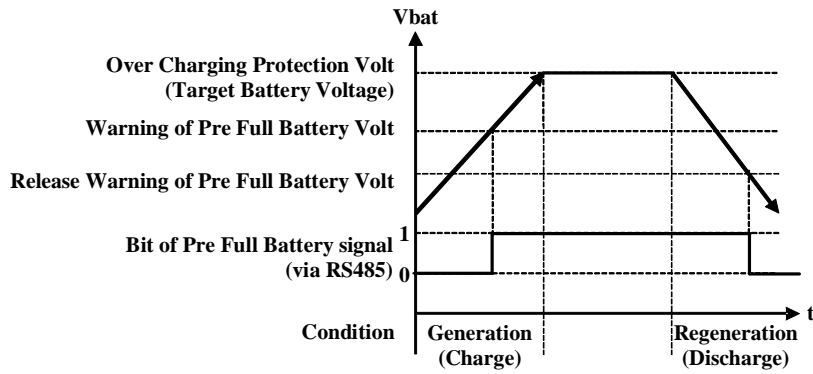 Vbat
Over Charging Protection Volt
(Target Battery Voltage)
Warning of Pre Full Battery Volt
Release Warning of Pre Full Battery Volt
1
Bit of Pre Full Battery signal
(via RS485)
0
t
Condition
Generation
(Charge)
Regeneration
(Discharge)